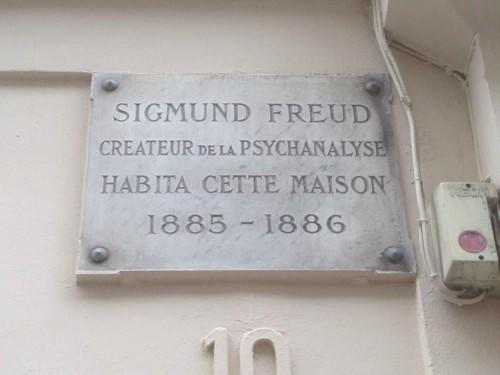 SIGMUND FREUD
CREATEUR DE LA PSYCHANALYSE
HABITA CETTE MAISON
1885 - 1886
10